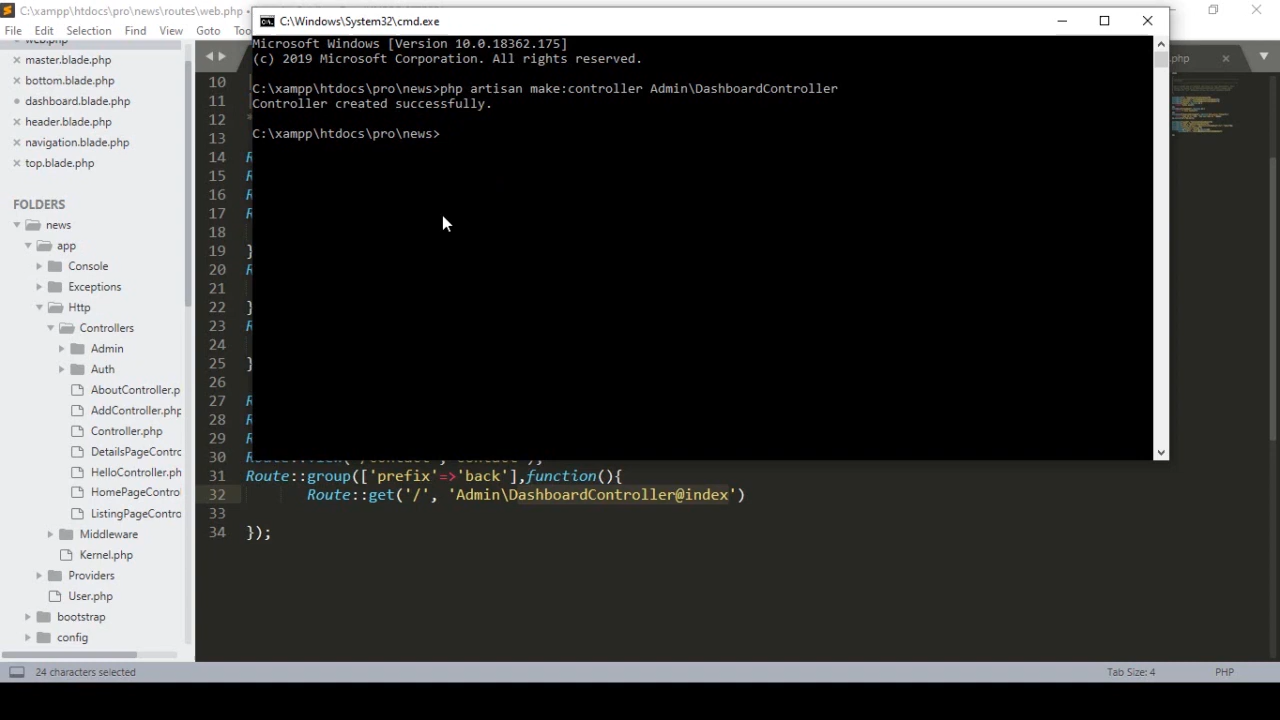 C:\xampp\htdocs\pro\news\routes\web.php •
C:\Windows\System32\cmd.exe
File Edit Selection Find View Goto
web.php
master.blade.php
bottom.blade.php
dashboard.blade.php
header.blade.php
navigation.blade.php
top.blade.php
FOLDERS
news
app
Console
Exceptions
Http
Controllers
Admin
Auth
AboutController.p
AddController.php
Controller.php
DetailsPageContro
HelloController.ph
HomePageControl
ListingPageContro
Middleware
Kernel.php
Providers
User.php
bootstrap
config
Microsoft Windows [Version 10.0.18362.175]
(c) 2019 Microsoft Corporation. All rights reserved.
C:\xampp\htdocs\pro\news>php artisan make:controller Admin\DashboardController
Controller created successfully.
C:\xampp\htdocs\pro\news>
php
10
11
12
13
14
15
16
17
18
19 }
20
21
22 }
23
24
25 }
26
27
28
29
30
31 Route::group(['prefix'=>'back'],function(){
32 Route::get('/', 'Admin\DashboardController@index')
33
34 });
24 characters selected
Tab Size: 4
PHP